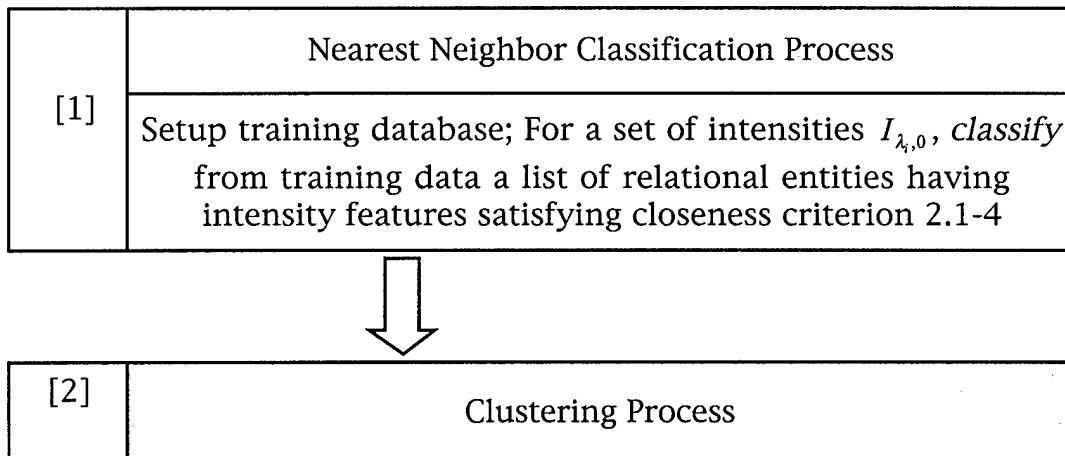 Nearest Neighbor Classification Process
[1]
Setup training database; For a set of intensities I_{λ_i,0}, classify
from training data a list of relational entities having
intensity features satisfying closeness criterion 2.1-4
[2]
Clustering Process